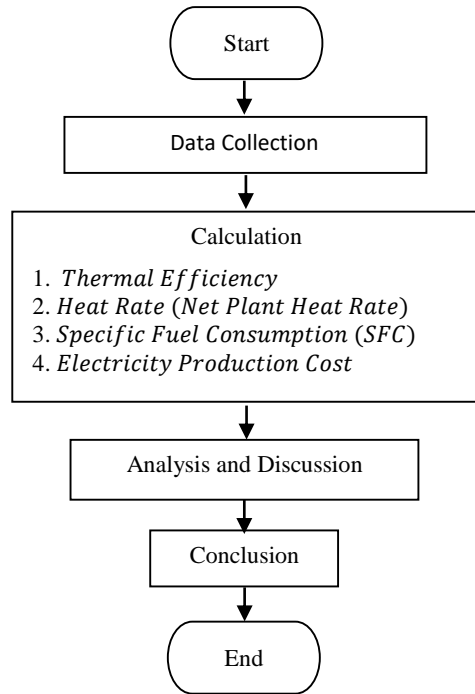 Start
Data Collection
Calculation
1. Thermal Efficiency
2. Heat Rate (Net Plant Heat Rate)
3. Specific Fuel Consumption (SFC)
4. Electricity Production Cost
Analysis and Discussion
Conclusion
End